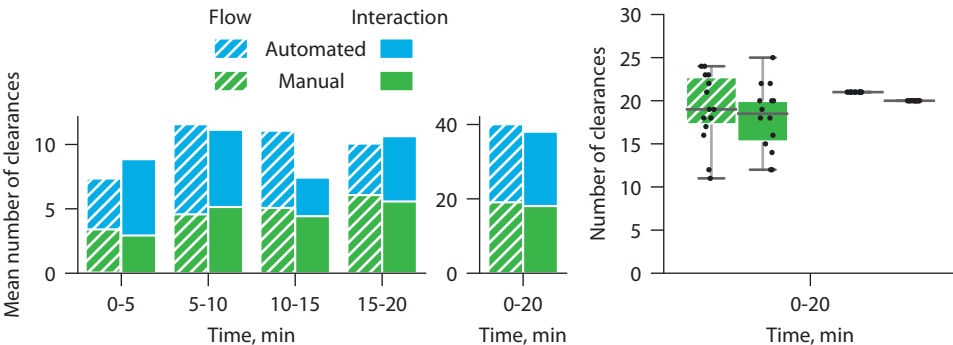 Flow Interaction
Automated
Manual
Mean number of clearances
10
5
0
0-5 5-10 10-15 15-20
Time, min
40
20
0
0-20
Time, min
Number of clearances
30
25
20
15
10
5
0
0-20
Time, min